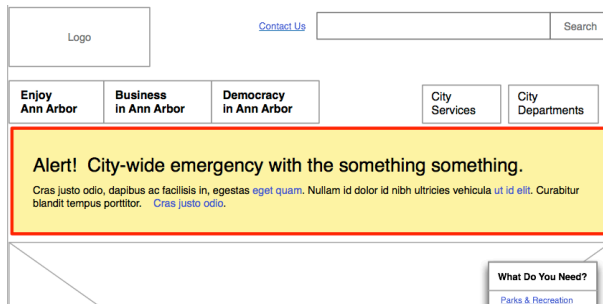 Logo
Contact Us
Search
Enjoy
Ann Arbor
Business
in Ann Arbor
Democracy
in Ann Arbor
City
Services
City
Departments
Alert!  City-wide emergency with the something something.
Cras justo odio, dapibus ac facilisis in, egestas eget quam. Nullam id dolor id nibh ultricies vehicula ut id elit. Curabitur
blandit tempus porttitor.    Cras justo odio.
What Do You Need?
Parks & Recreation